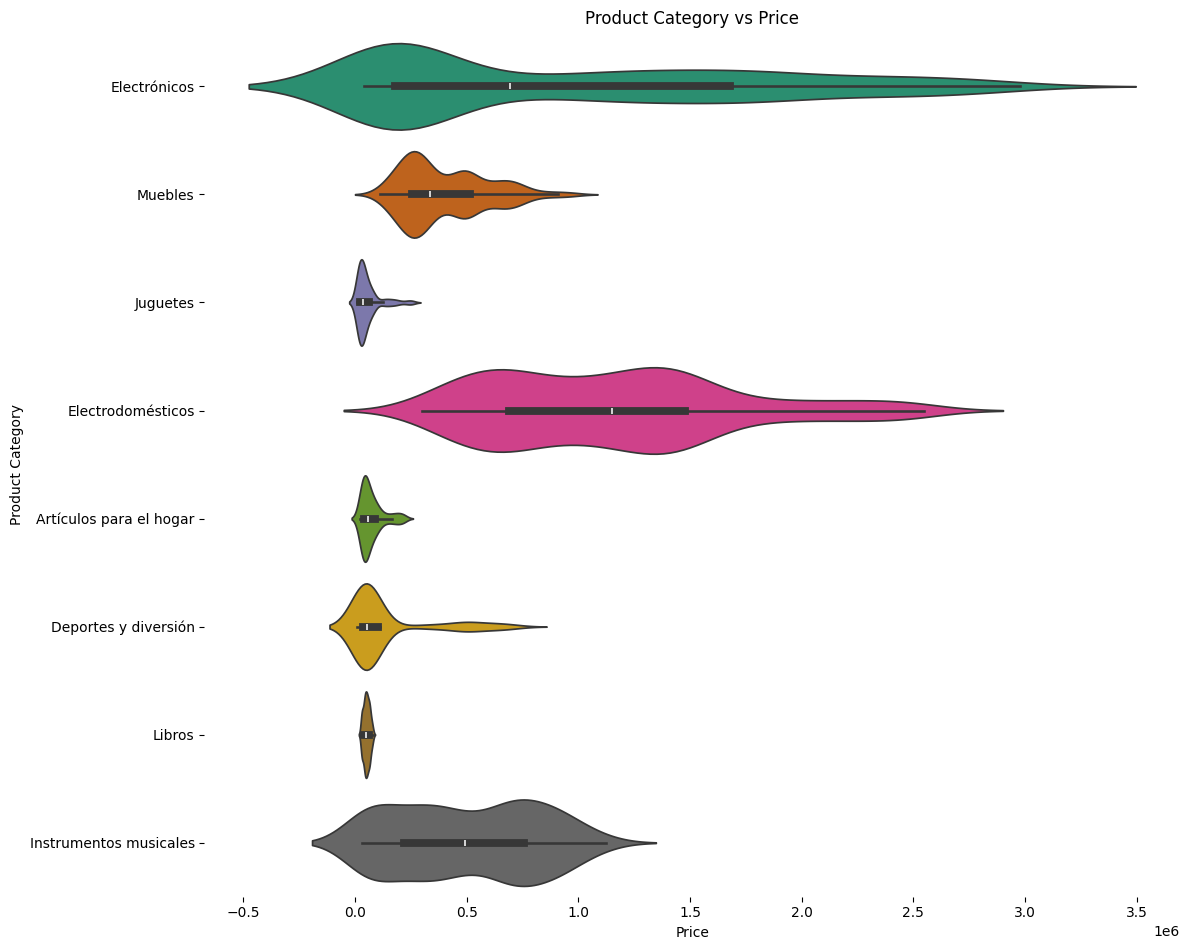 Product Category vs Price
Electrónicos
Muebles
Juguetes
Electrodomésticos
Product Category
Artículos para el hogar
Deportes y diversión
Libros
Instrumentos musicales
−0.5 0.0 0.5 1.0 1.5 2.0 2.5 3.0 3.5
Price
1e6